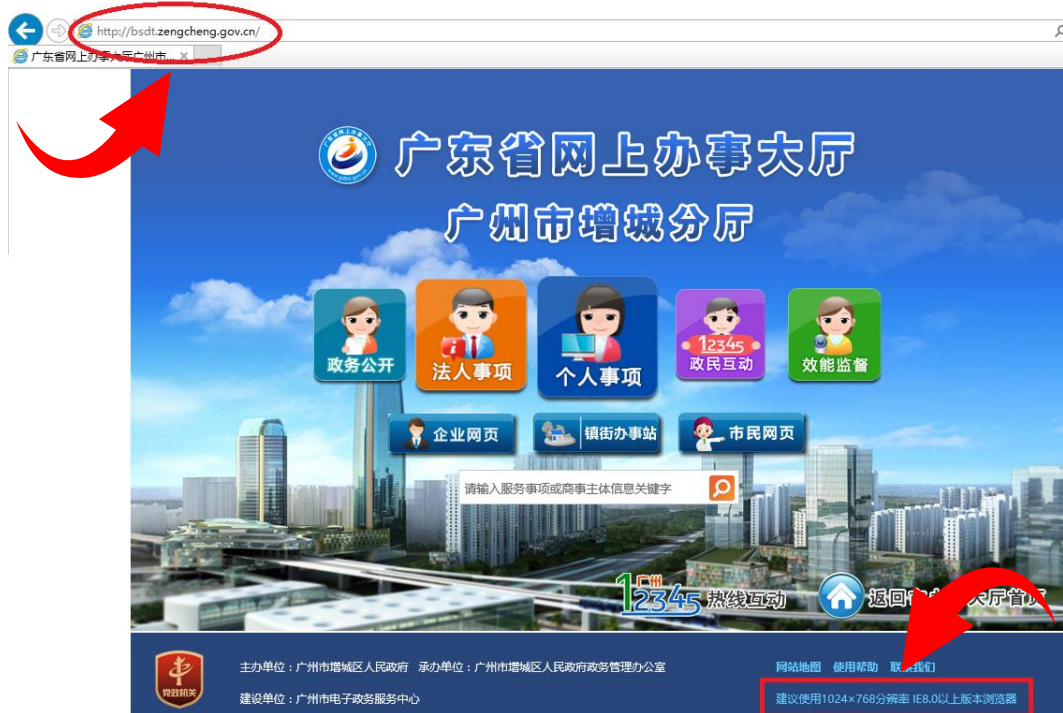 http://bsdt.zengcheng.gov.cn/
广东省网上办事大厅广州市...
广东省网上办事大厅
广州市增城分厅
政务公开
法人事项
个人事项
12345
政民互动
效能监督
企业网页
镇街办事站
市民网页
请输入服务事项或商事主体信息关键字
广州
12345 热线互动
返回 大厅首页
党政机关
主办单位：广州市增城区人民政府 承办单位：广州市增城区人民政府政务管理办公室
网站地图 使用帮助 联系我们
建设单位：广州市电子政务服务中心
建议使用1024×768分辨率 IE8.0以上版本浏览器